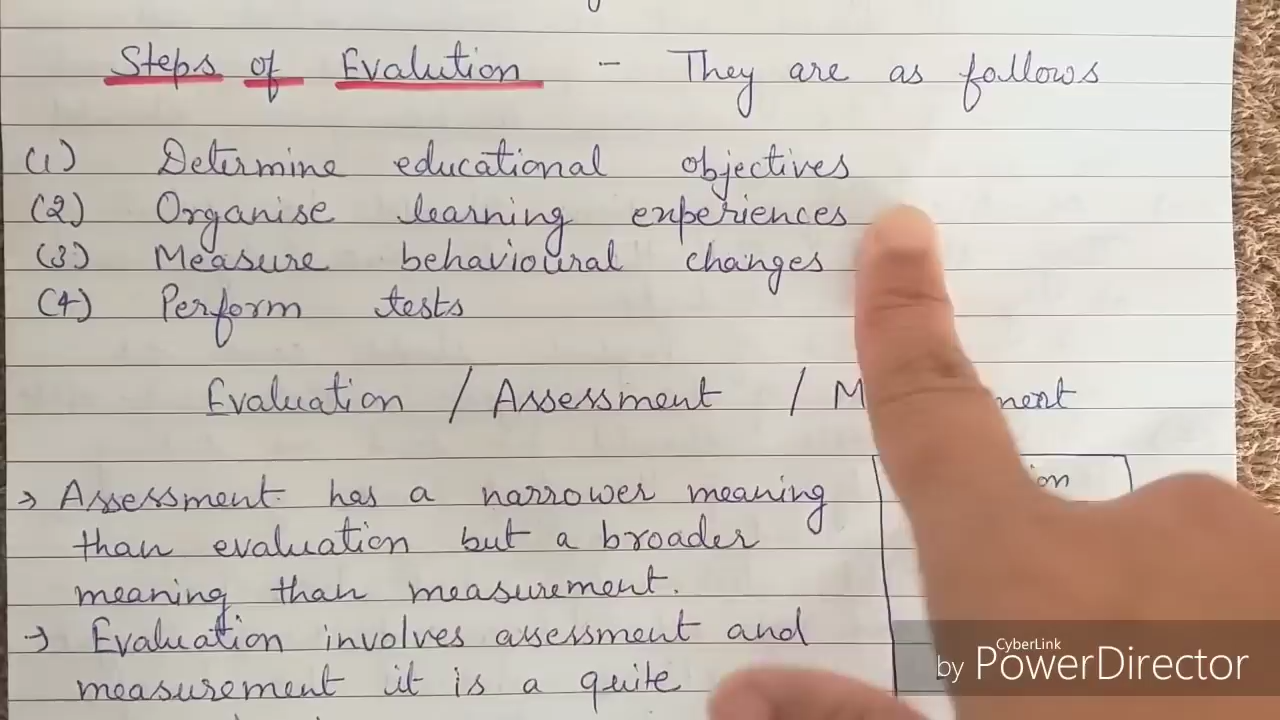 Steps of Evalution - They are as follows
(1) Determine educational objectives
(2) Organise learning experiences
(3) Measure behavioural changes
(4) Perform tests
Evaluation / Assessment /
→ Assessment has a narrower meaning
than evaluation but a broader
meaning than measurement.
→ Evaluation involves assessment and
measurement it is a quite
CyberLink
by PowerDirector